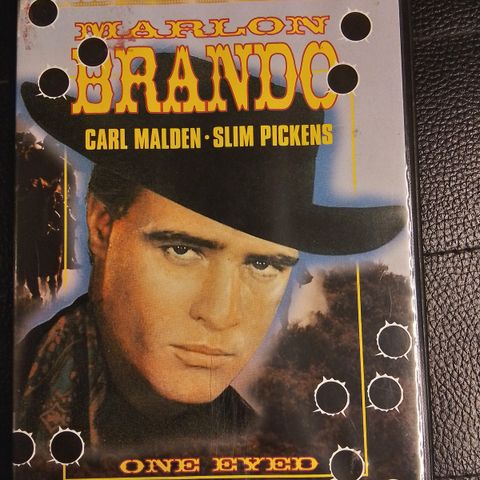 MARLON
BRANDO
CARL MALDEN · SLIM PICKENS
ONE EYED